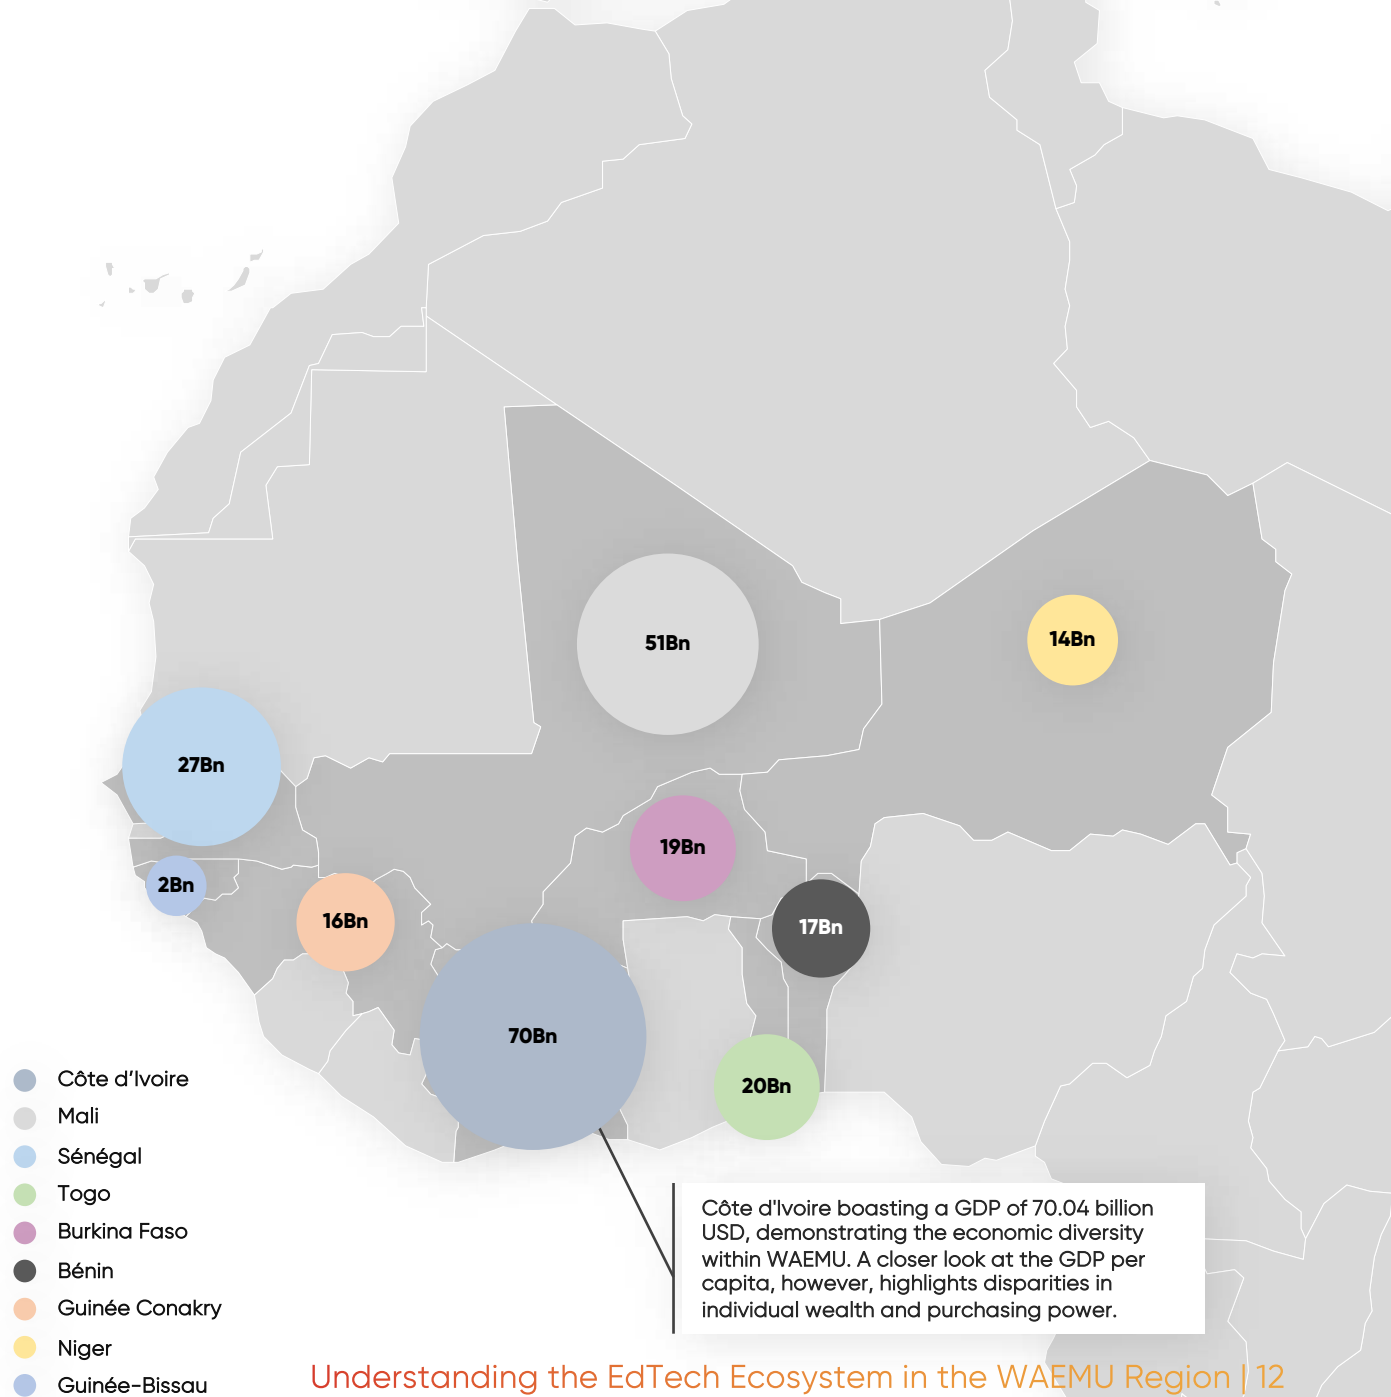 51Bn
14Bn
27Bn
19Bn
2Bn
16Bn
17Bn
70Bn
20Bn
Côte d’Ivoire
Mali
Sénégal
Togo
Burkina Faso
Bénin
Guinée Conakry
Niger
Guinée-Bissau
Côte d'Ivoire boasting a GDP of 70.04 billion
USD, demonstrating the economic diversity
within WAEMU. A closer look at the GDP per
capita, however, highlights disparities in
individual wealth and purchasing power.
Understanding the EdTech Ecosystem in the WAEMU Region | 12